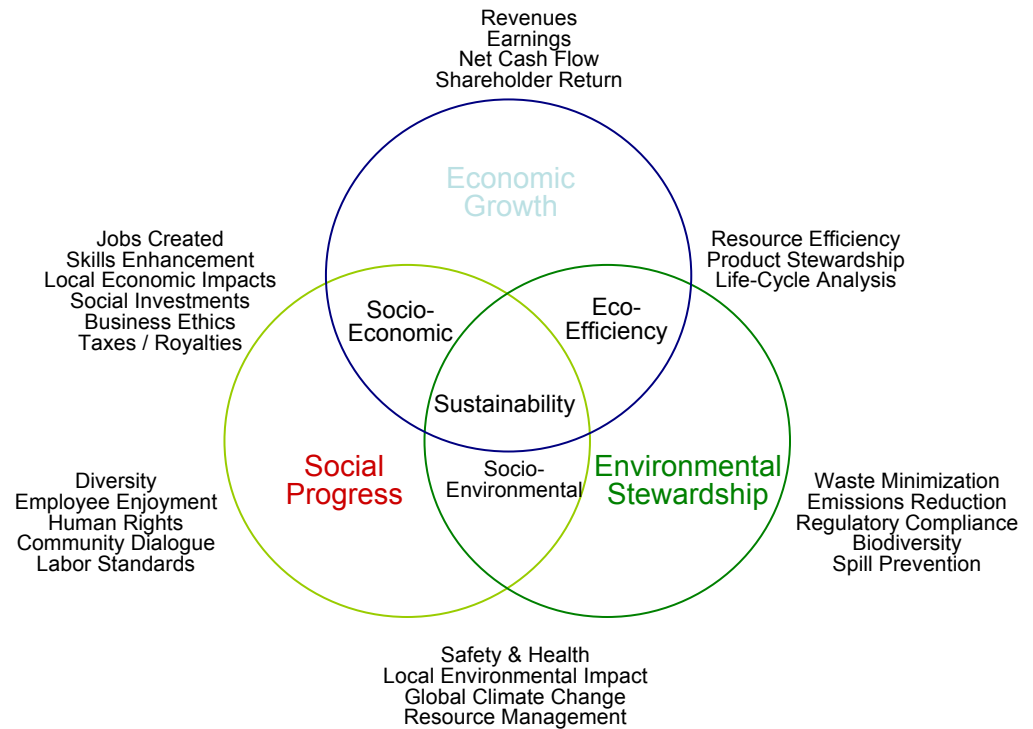 Revenues
Earnings
Net Cash Flow
Shareholder Return
Economic
Growth
Jobs Created
Skills Enhancement
Local Economic Impacts
Social Investments
Business Ethics
Taxes / Royalties
Resource Efficiency
Product Stewardship
Life-Cycle Analysis
Socio-
Economic
Eco-
Efficiency
Sustainability
Social
Progress
Socio-
Environmental
Environmental
Stewardship
Diversity
Employee Enjoyment
Human Rights
Community Dialogue
Labor Standards
Waste Minimization
Emissions Reduction
Regulatory Compliance
Biodiversity
Spill Prevention
Safety & Health
Local Environmental Impact
Global Climate Change
Resource Management